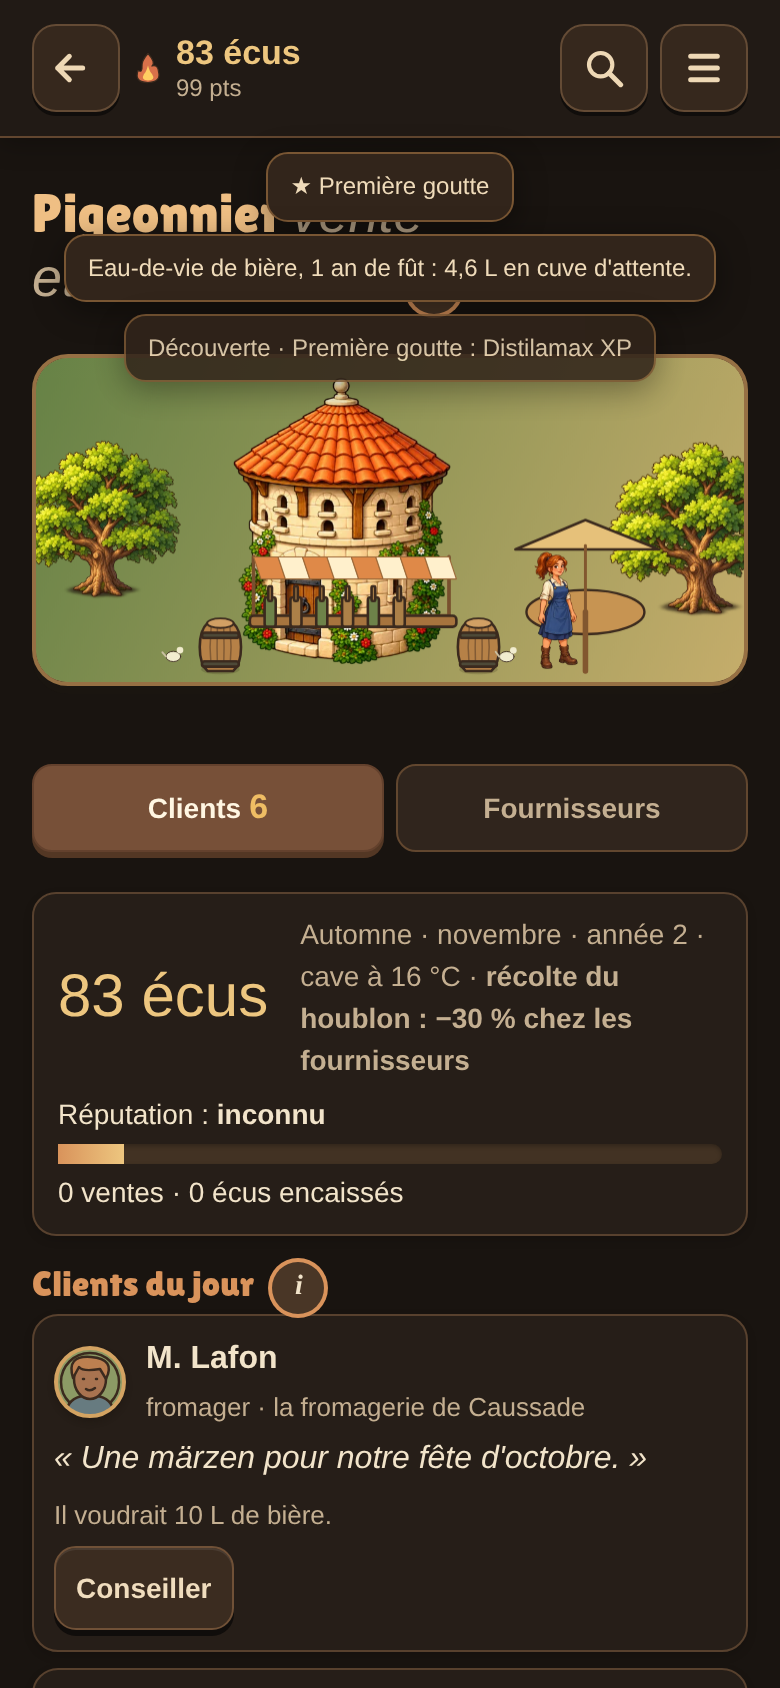 83 écus
99 pts
★ Première goutte
Pigeonnier vente
Eau-de-vie de bière, 1 an de fût : 4,6 L en cuve d'attente.
Découverte · Première goutte : Distilamax XP
Clients 6
Fournisseurs
83 écus
Automne · novembre · année 2 ·
cave à 16 °C · récolte du
houblon : −30 % chez les
fournisseurs
Réputation : inconnu
0 ventes · 0 écus encaissés
Clients du jour i
M. Lafon
fromager · la fromagerie de Caussade
« Une märzen pour notre fête d'octobre. »
Il voudrait 10 L de bière.
Conseiller